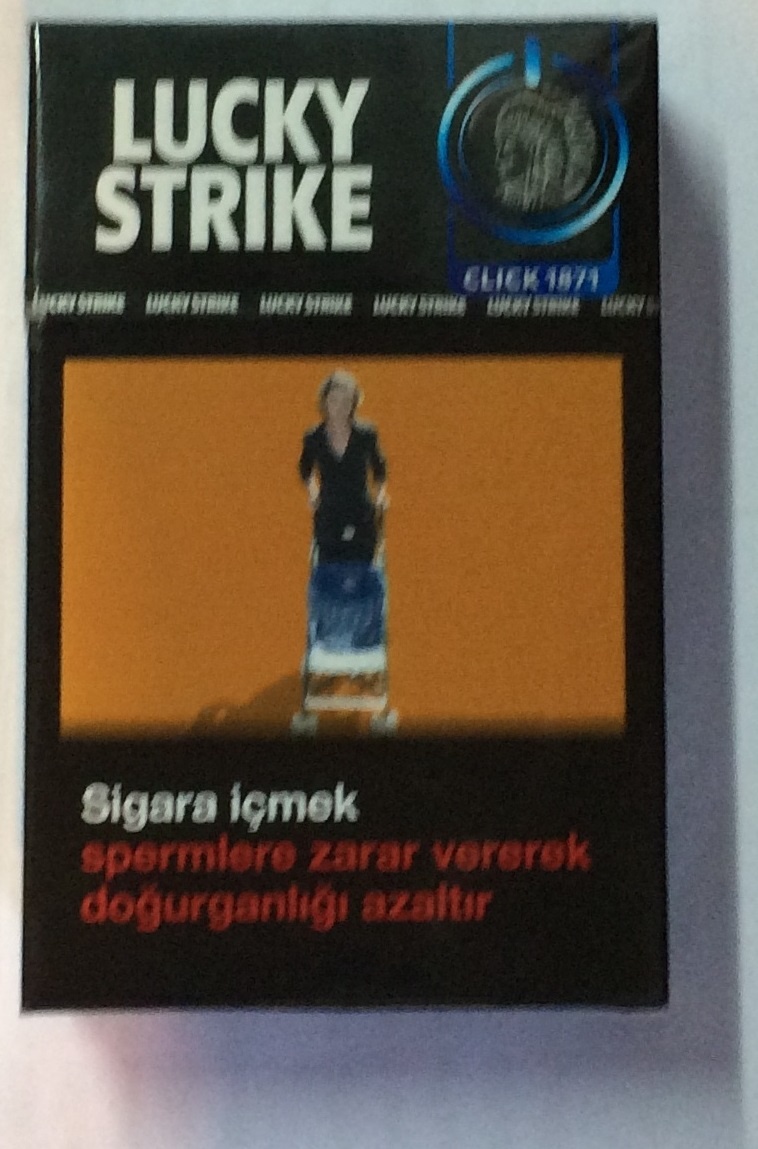 LUCKY
STRIKE
CLICK 1871
LUCKY STRIKE LUCKY STRIKE LUCKY STRIKE LUCKY STRIKE LUCKY STRIKE LUCKY S
Sigara içmek
spermlere zarar vererek
doğurganlığı azaltır